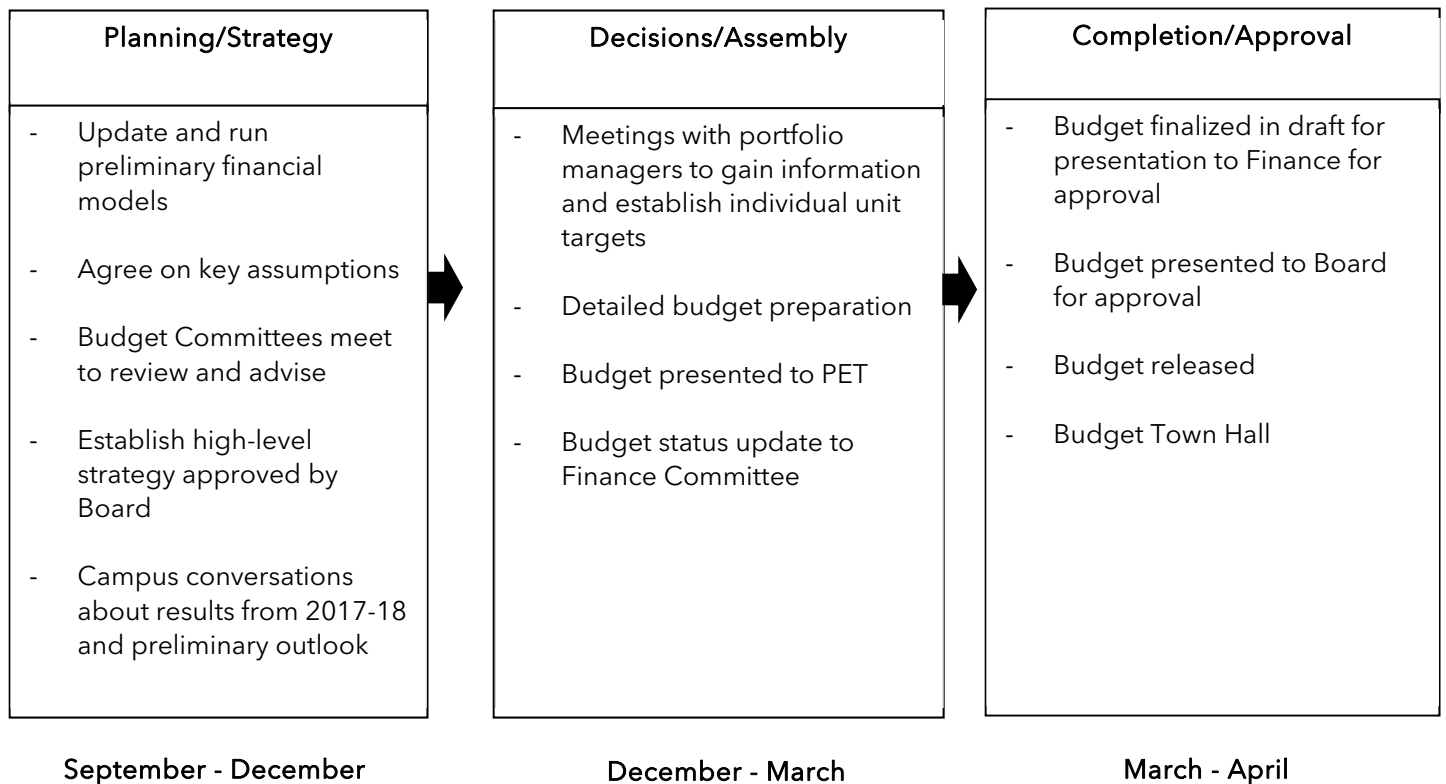 Planning/Strategy
- Update and run
preliminary financial
models
- Agree on key assumptions
- Budget Committees meet
to review and advise
- Establish high-level
strategy approved by
Board
- Campus conversations
about results from 2017-18
and preliminary outlook
September - December
Decisions/Assembly
- Meetings with portfolio
managers to gain information
and establish individual unit
targets
- Detailed budget preparation
- Budget presented to PET
- Budget status update to
Finance Committee
December - March
Completion/Approval
- Budget finalized in draft for
presentation to Finance for
approval
- Budget presented to Board
for approval
- Budget released
- Budget Town Hall
March - April